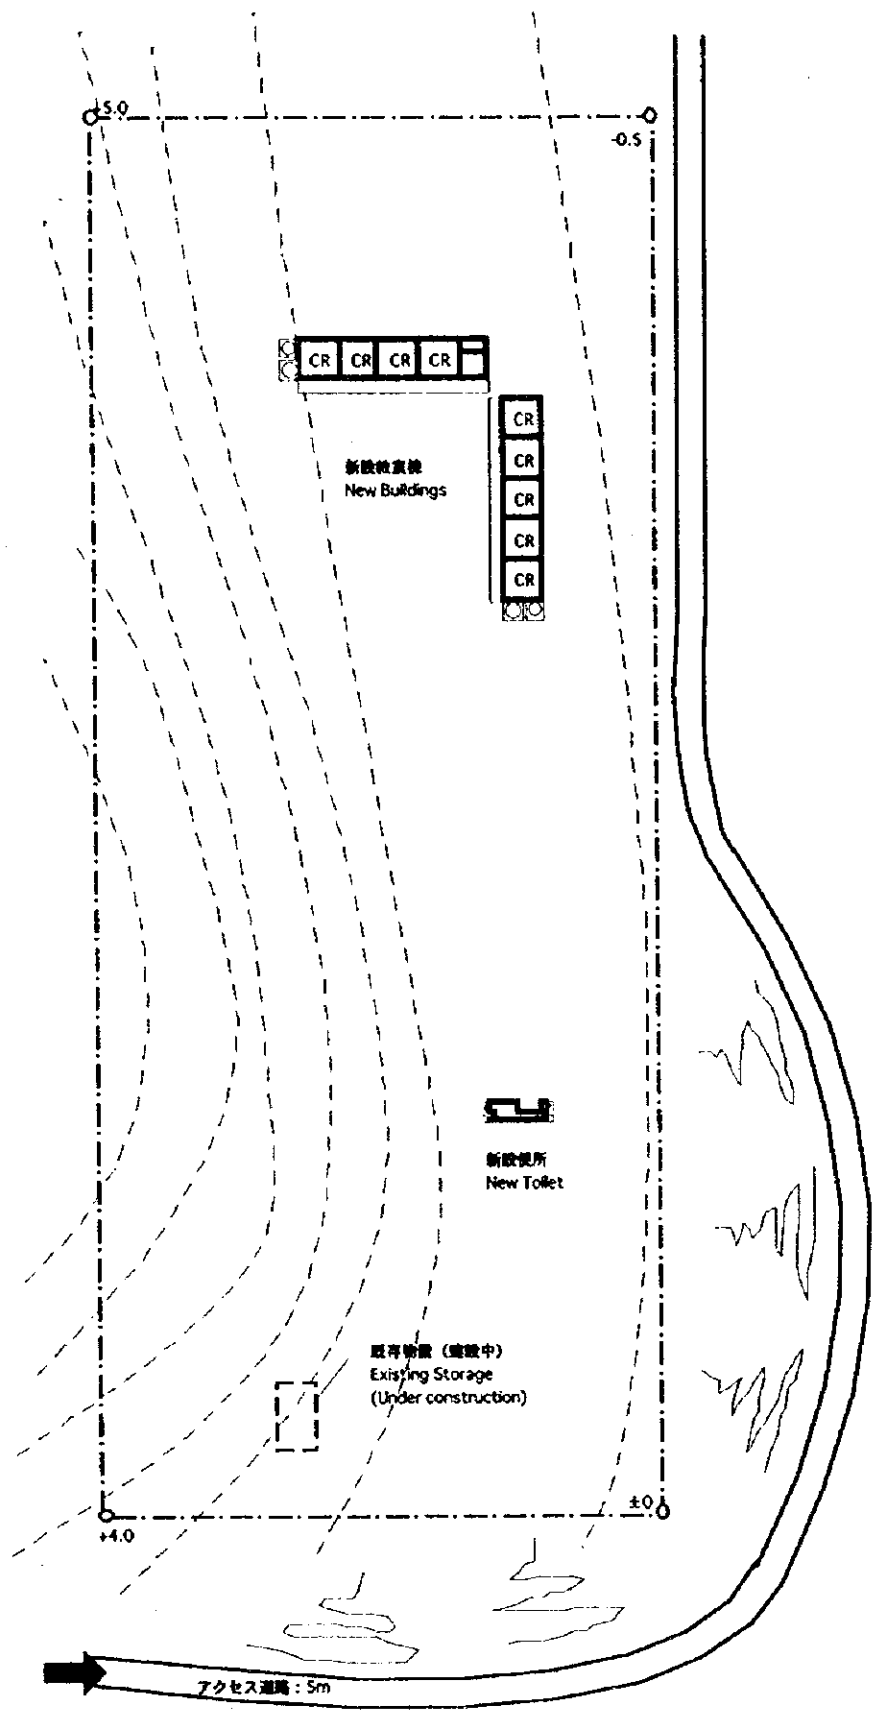 +5.0
-0.5
CR CR CR CR
CR
CR
CR
CR
CR
新設教室棟
New Buildings
新設便所
New Toilet
既存物置（建設中）
Existing Storage
(Under construction)
±0
+4.0
アクセス道路：5m